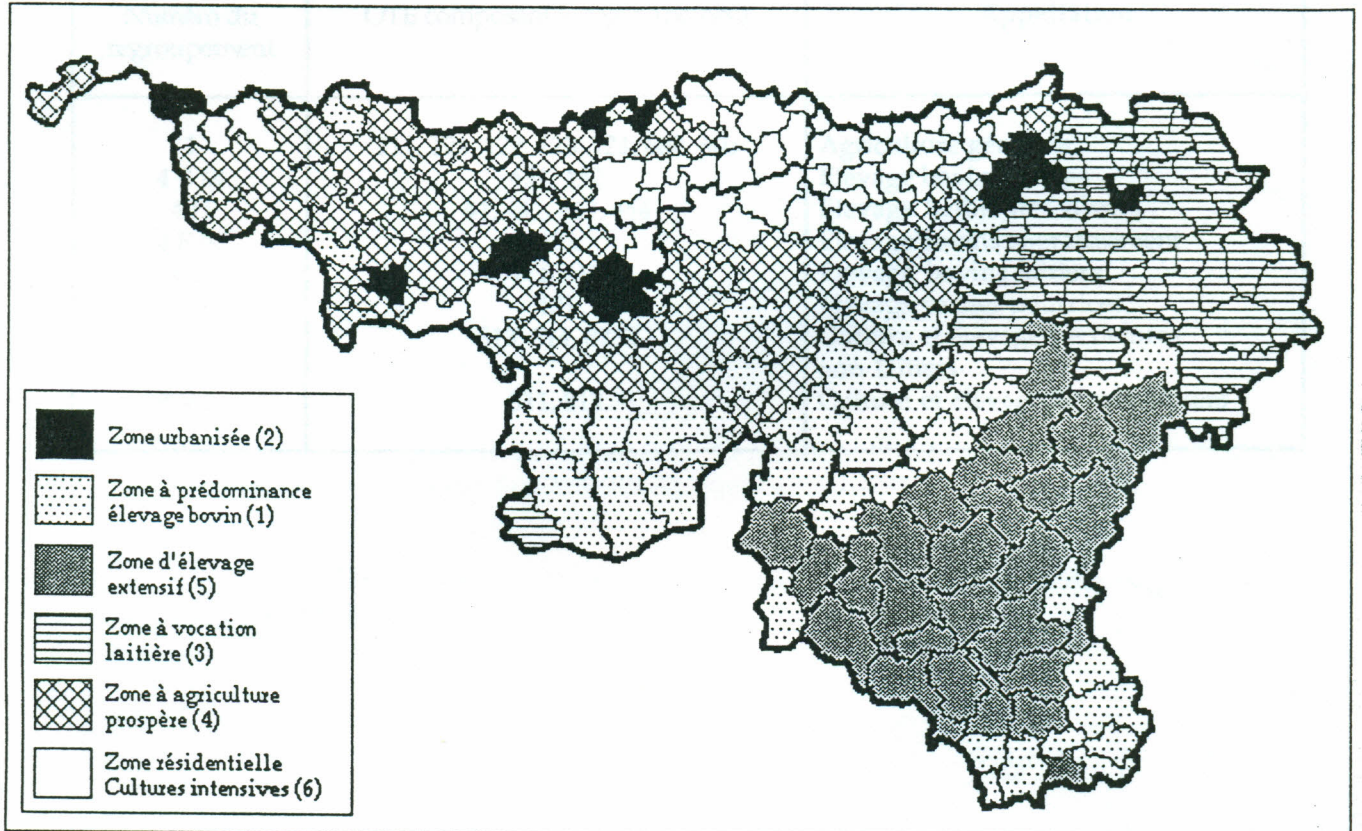 Zone urbanisée (2)
Zone à prédominance
élevage bovin (1)
Zone d'élevage
extensif (5)
Zone à vocation
laitière (3)
Zone à agriculture
prospère (4)
Zone résidentielle
Cultures intensives (6)